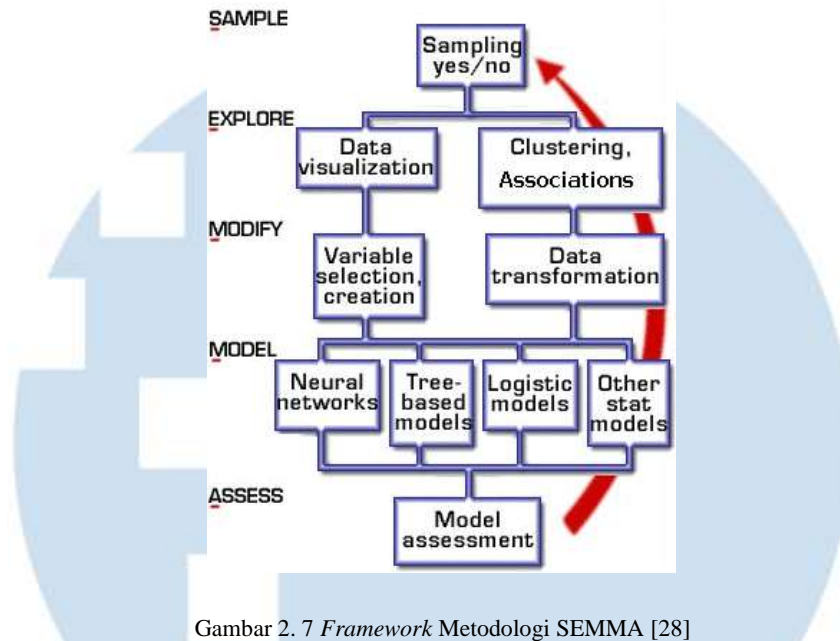 SAMPLE
Sampling
yes/no
EXPLORE
Data
visualization
Clustering,
Associations
MODIFY
Variable
selection,
creation
Data
transformation
MODEL
Neural
networks
Tree-
based
models
Logistic
models
Other
stat
models
ASSESS
Model
assessment
Gambar 2. 7 Framework Metodologi SEMMA [28]